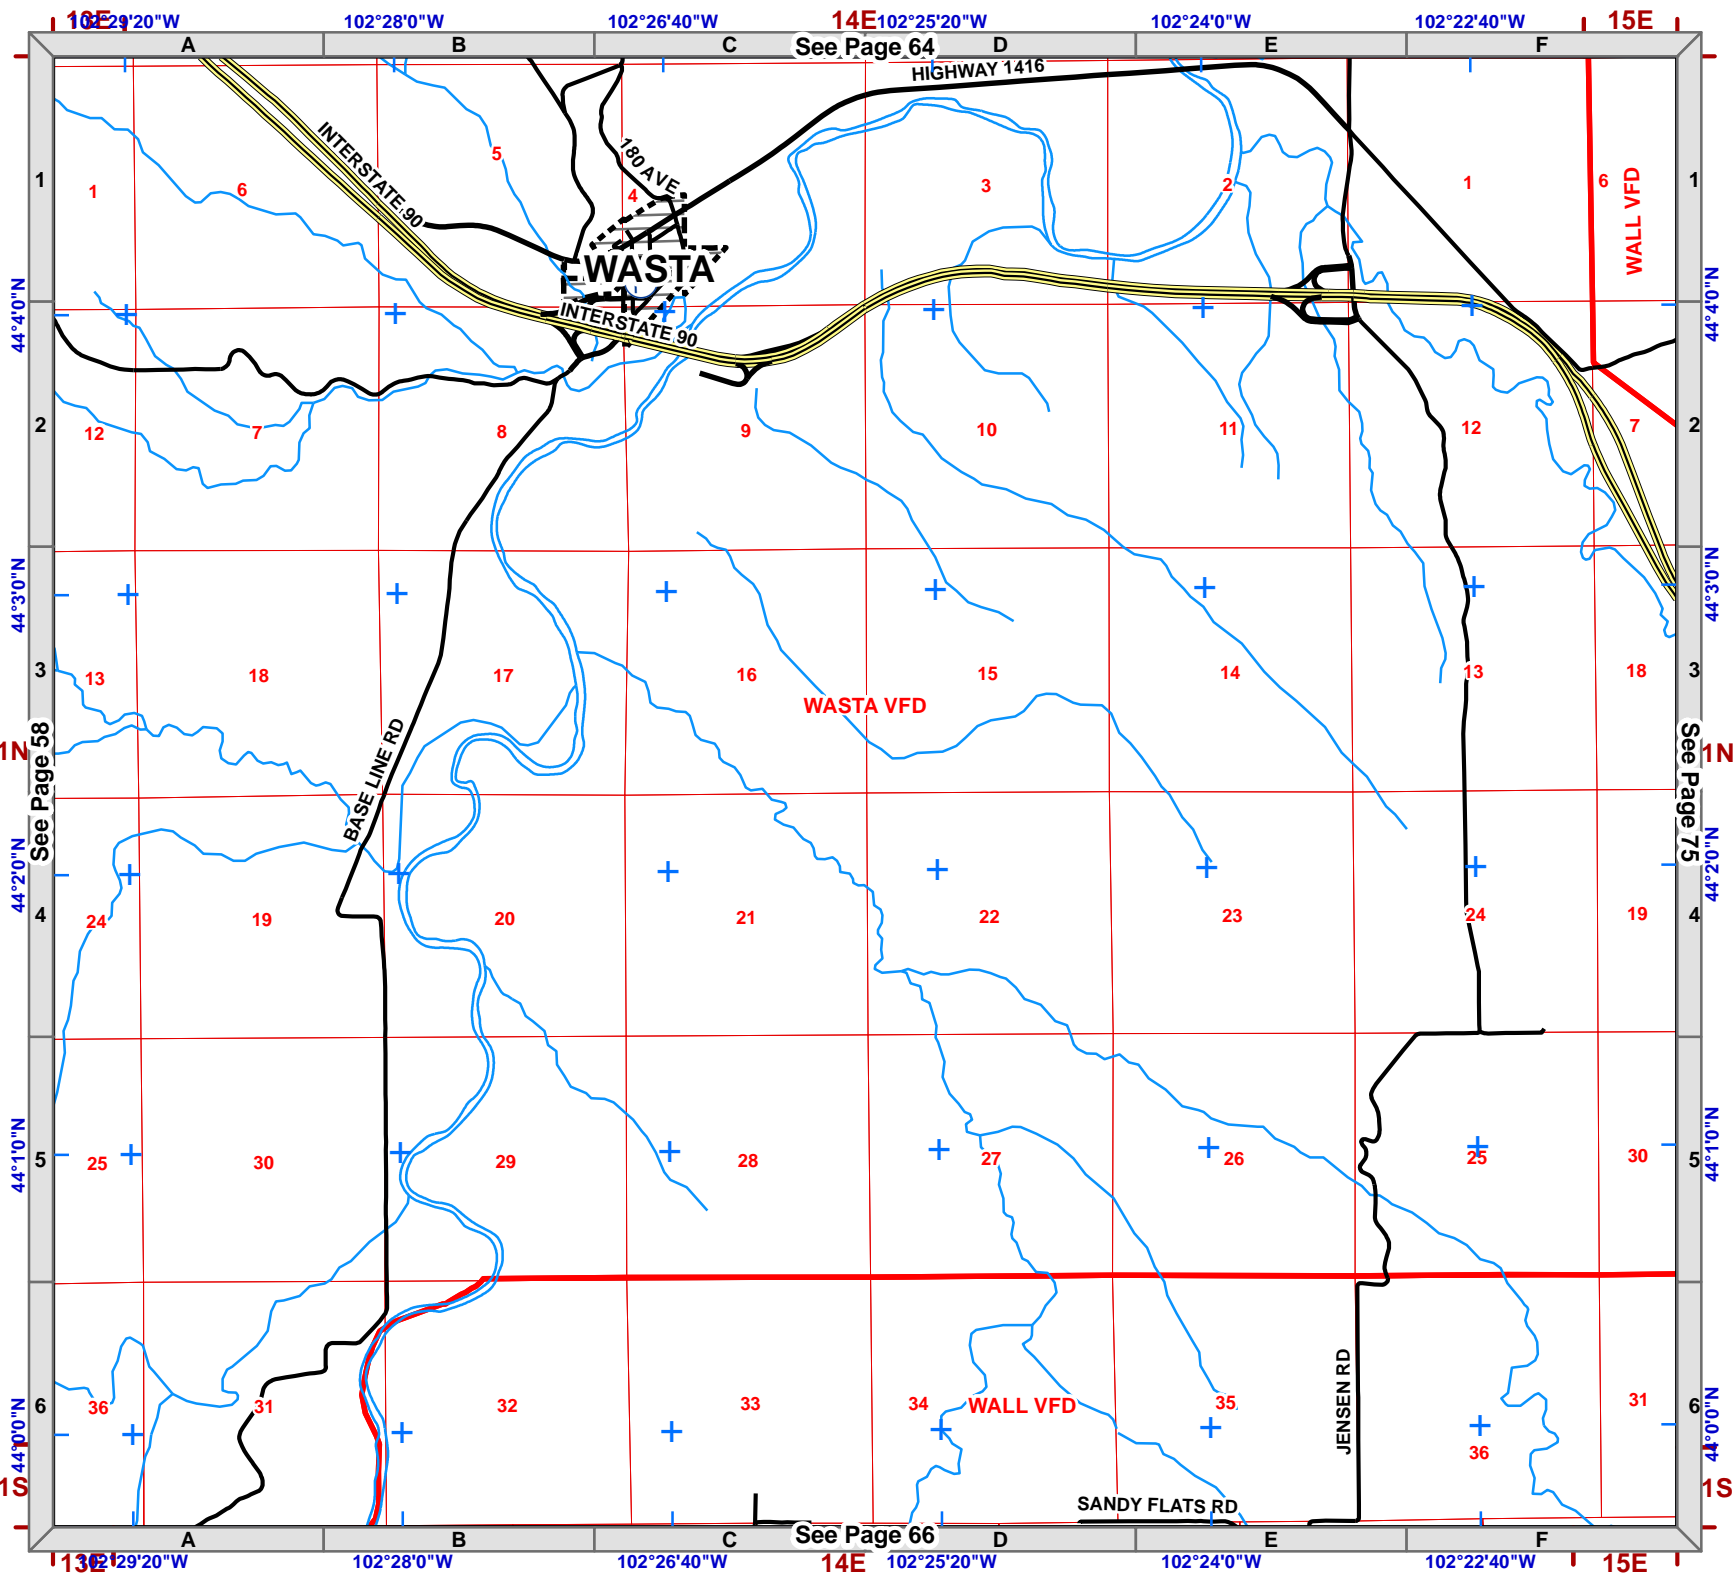 13E 14E 15E
102°29'20"W 102°28'0"W 102°26'40"W 102°25'20"W 102°24'0"W 102°22'40"W
A B C See Page 64 D E F
HIGHWAY 1416
INTERSTATE 90
180 AVE
5
1 6 4 3 2 1 6
1 1
WALL VFD
WASTA
44°4'0"N 44°4'0"N
INTERSTATE 90
2 2
12 7 8 9 10 11 12 7
44°3'0"N 44°3'0"N
3 3
13 18 17 16 15 14 13 18
WASTA VFD
BASE LINE RD
1N 1N
See Page 58 See Page 75
44°2'0"N 44°2'0"N
4 4
24 19 20 21 22 23 24 19
44°1'0"N 44°1'0"N
5 5
25 30 29 28 27 26 25 30
JENSEN RD
6 6
36 31 32 33 34 35 31
WALL VFD
36
44°0'0"N 44°0'0"N
1S 1S
SANDY FLATS RD
A B C See Page 66 D E F
102°29'20"W 102°28'0"W 102°26'40"W 102°25'20"W 102°24'0"W 102°22'40"W
13E 14E 15E